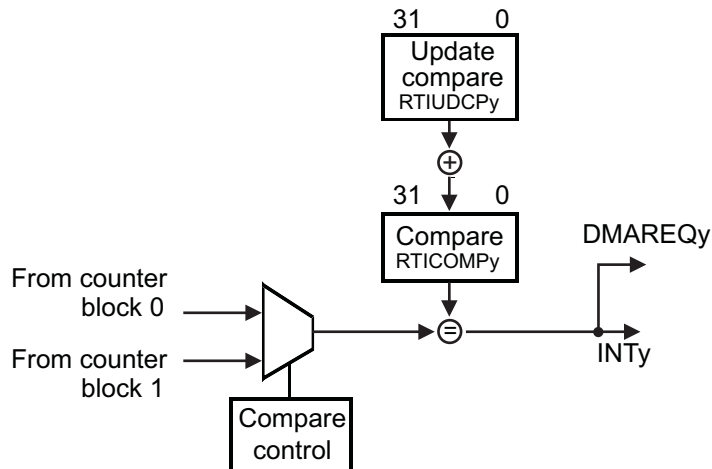 31 0
Update
compare
RTIUDCPy
+
31 0
Compare
RTICOMPy
DMAREQy
From counter
block 0
=
INTy
From counter
block 1
Compare
control